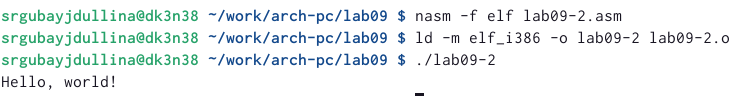 srgubayjdullina@dk3n38 ~/work/arch-pc/lab09 $ nasm -f elf lab09-2.asm
srgubayjdullina@dk3n38 ~/work/arch-pc/lab09 $ ld -m elf_i386 -o lab09-2 lab09-2.o
srgubayjdullina@dk3n38 ~/work/arch-pc/lab09 $ ./lab09-2
Hello, world!